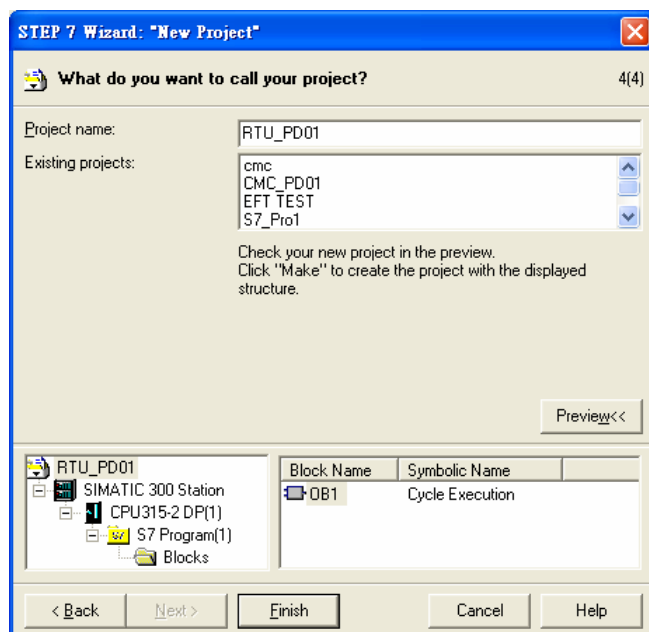 STEP 7 Wizard: "New Project"
What do you want to call your project?
4(4)
Project name:
RTU_PD01
Existing projects:
cmc
CMC_PD01
EFT TEST
S7_Pro1
Check your new project in the preview.
Click "Make" to create the project with the displayed
structure.
Preview<<
RTU_PD01
SIMATIC 300 Station
CPU315-2 DP(1)
S7 Program(1)
Blocks
Block Name
Symbolic Name
OB1
Cycle Execution
< Back
Next >
Finish
Cancel
Help